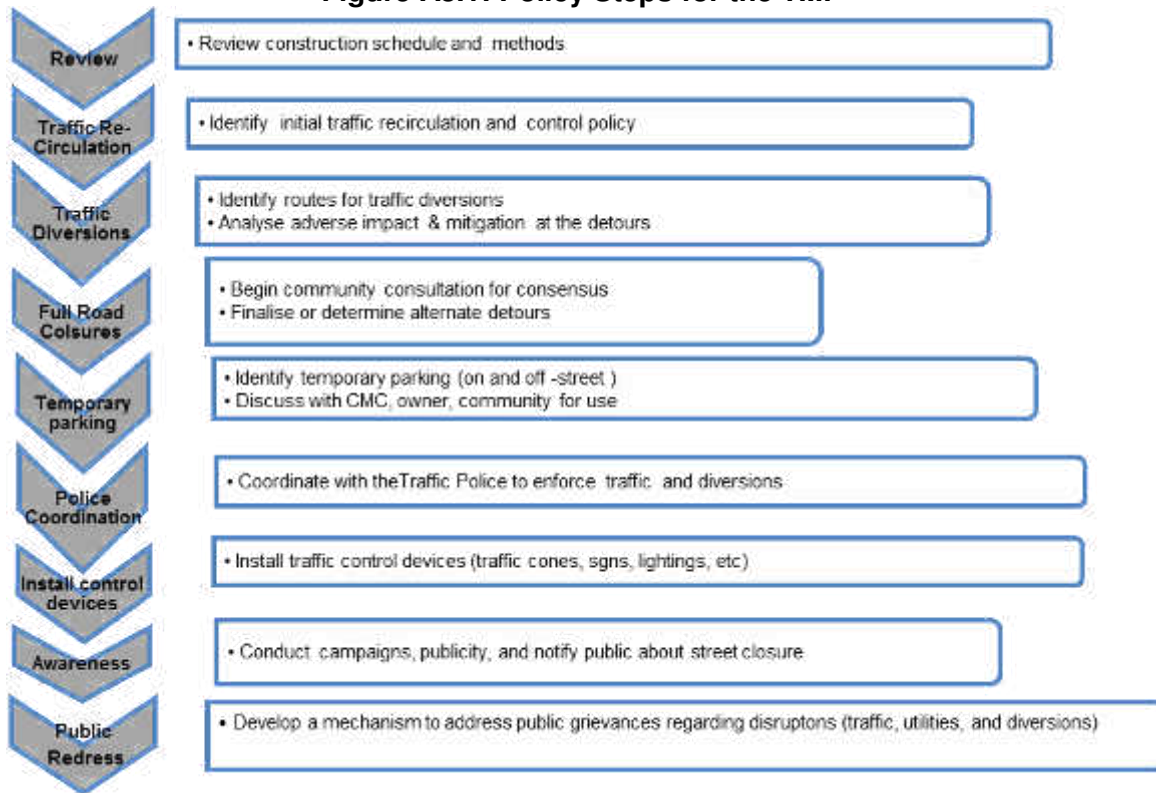 Policy Steps for the
Review
• Review construction schedule and methods
Traffic Re-
Circulation
• Identify initial traffic recirculation and control policy
Traffic
Diversions
• Identify routes for traffic diversions
• Analyse adverse impact & mitigation at the detours
Full Road
Colsures
• Begin community consultation for consensus
• Finalise or determine alternate detours
Temporary
parking
• Identify temporary parking (on and off -street )
• Discuss with CMC, owner, community for use
Police
Coordination
• Coordinate with theTraffic Police to enforce traffic and diversions
Install control
devices
• Install traffic control devices (traffic cones, sgns, lightings, etc)
Awareness
• Conduct campaigns, publicity, and notify public about street closure
Public
Redress
• Develop a mechanism to address public grievances regarding disruptons (traffic, utilities, and diversions)